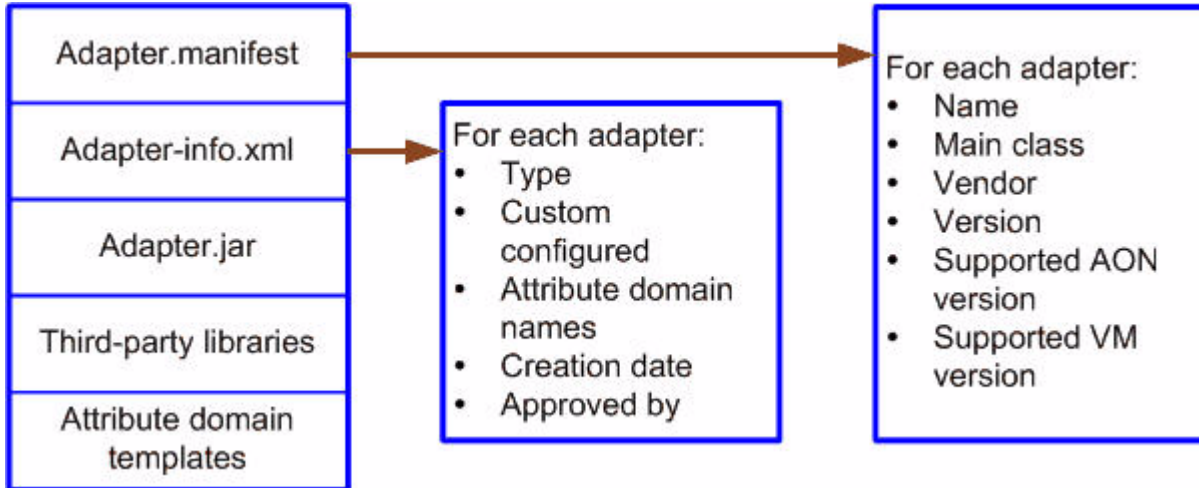 Adapter.manifest
Adapter-info.xml
Adapter.jar
Third-party libraries
Attribute domain
templates
For each adapter:
• Type
• Custom
configured
• Attribute domain
names
• Creation date
• Approved by
For each adapter:
• Name
• Main class
• Vendor
• Version
• Supported AON
version
• Supported VM
version